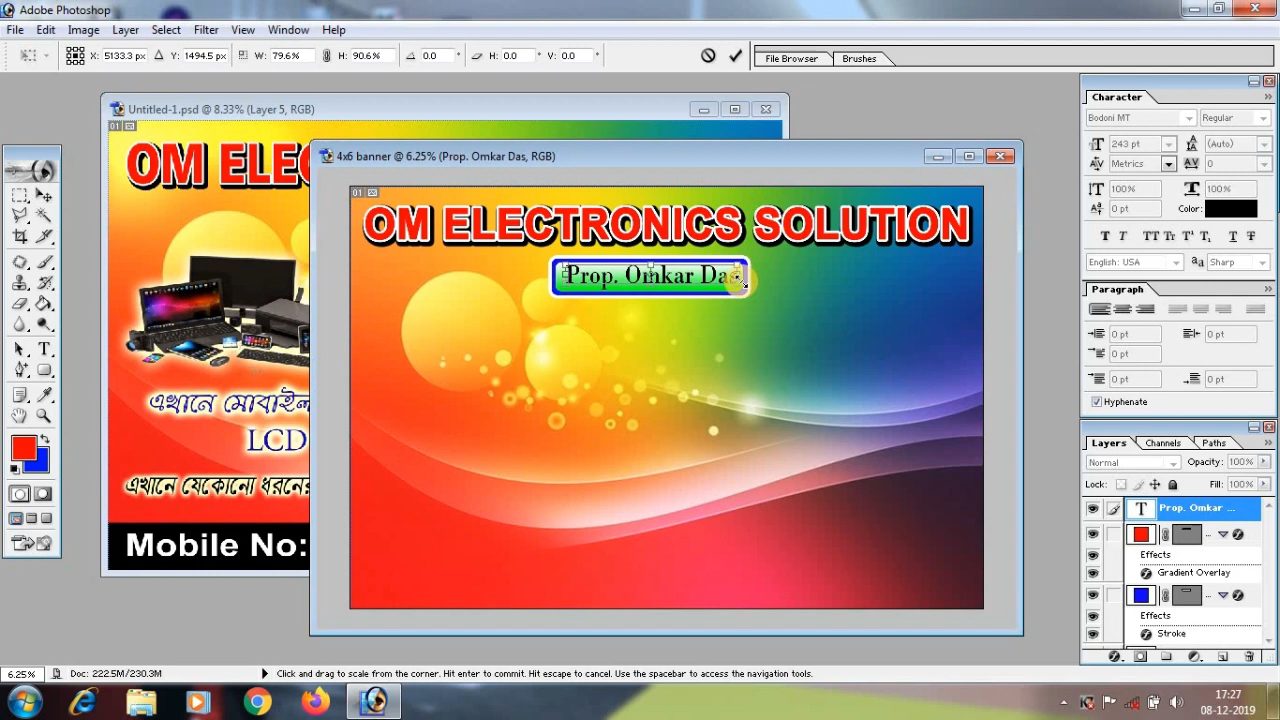 Adobe Photoshop
File Edit Image Layer Select Filter View Window Help
X: 5133.3 px Y: 1494.5 px W: 79.6% H: 90.6% 0.0 ° H: 0.0 ° V: 0.0 °
File Browser Brushes
Untitled-1.psd @ 8.33% (Layer 5, RGB)
01
OM ELEC
এখানে মোবাইল
LCD
এখানে যেকোনো ধরনের
Mobile No:
4x6 banner @ 6.25% (Prop. Omkar Das, RGB)
01
OM ELECTRONICS SOLUTION
Prop. Omkar Das
Character
Bodoni MT Regular
243 pt (Auto)
Metrics 0
100% 100%
0 pt Color:
T T TT Tr T¹ T₁ T T
English: USA aa Sharp
Paragraph
0 pt 0 pt
0 pt
0 pt 0 pt
Hyphenate
Layers Channels Paths
Normal Opacity: 100%
Lock: Fill: 100%
T Prop. Omkar ...
...
Effects
Gradient Overlay
...
Effects
Stroke
6.25% Doc: 222.5M/230.3M Click and drag to scale from the corner. Hit enter to commit. Hit escape to cancel. Use the spacebar to access the navigation tools.
17:27
08-12-2019